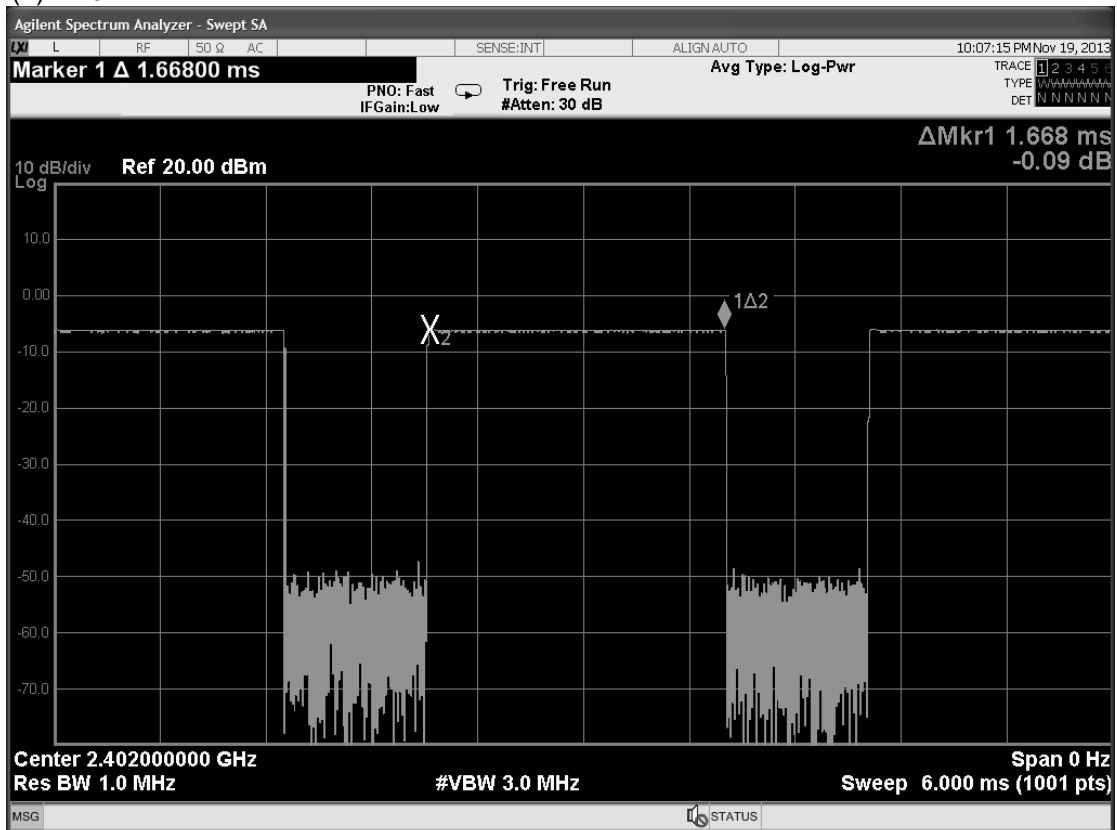 Agilent Spectrum Analyzer - Swept SA
LXI L RF 50 Ω AC SENSE:INT ALIGN AUTO 10:07:15 PM Nov 19, 2013
Marker 1 Δ 1.66800 ms
PNO: Fast
IFGain:Low
Trig: Free Run
#Atten: 30 dB
Avg Type: Log-Pwr
TRACE 1 2 3 4 5 6
TYPE
DET N N N N N N
ΔMkr1 1.668 ms
-0.09 dB
10 dB/div Ref 20.00 dBm
Log
10.0
0.00
1Δ2
X2
-10.0
-20.0
-30.0
-40.0
-50.0
-60.0
-70.0
Center 2.402000000 GHz Span 0 Hz
Res BW 1.0 MHz #VBW 3.0 MHz Sweep 6.000 ms (1001 pts)
MSG STATUS